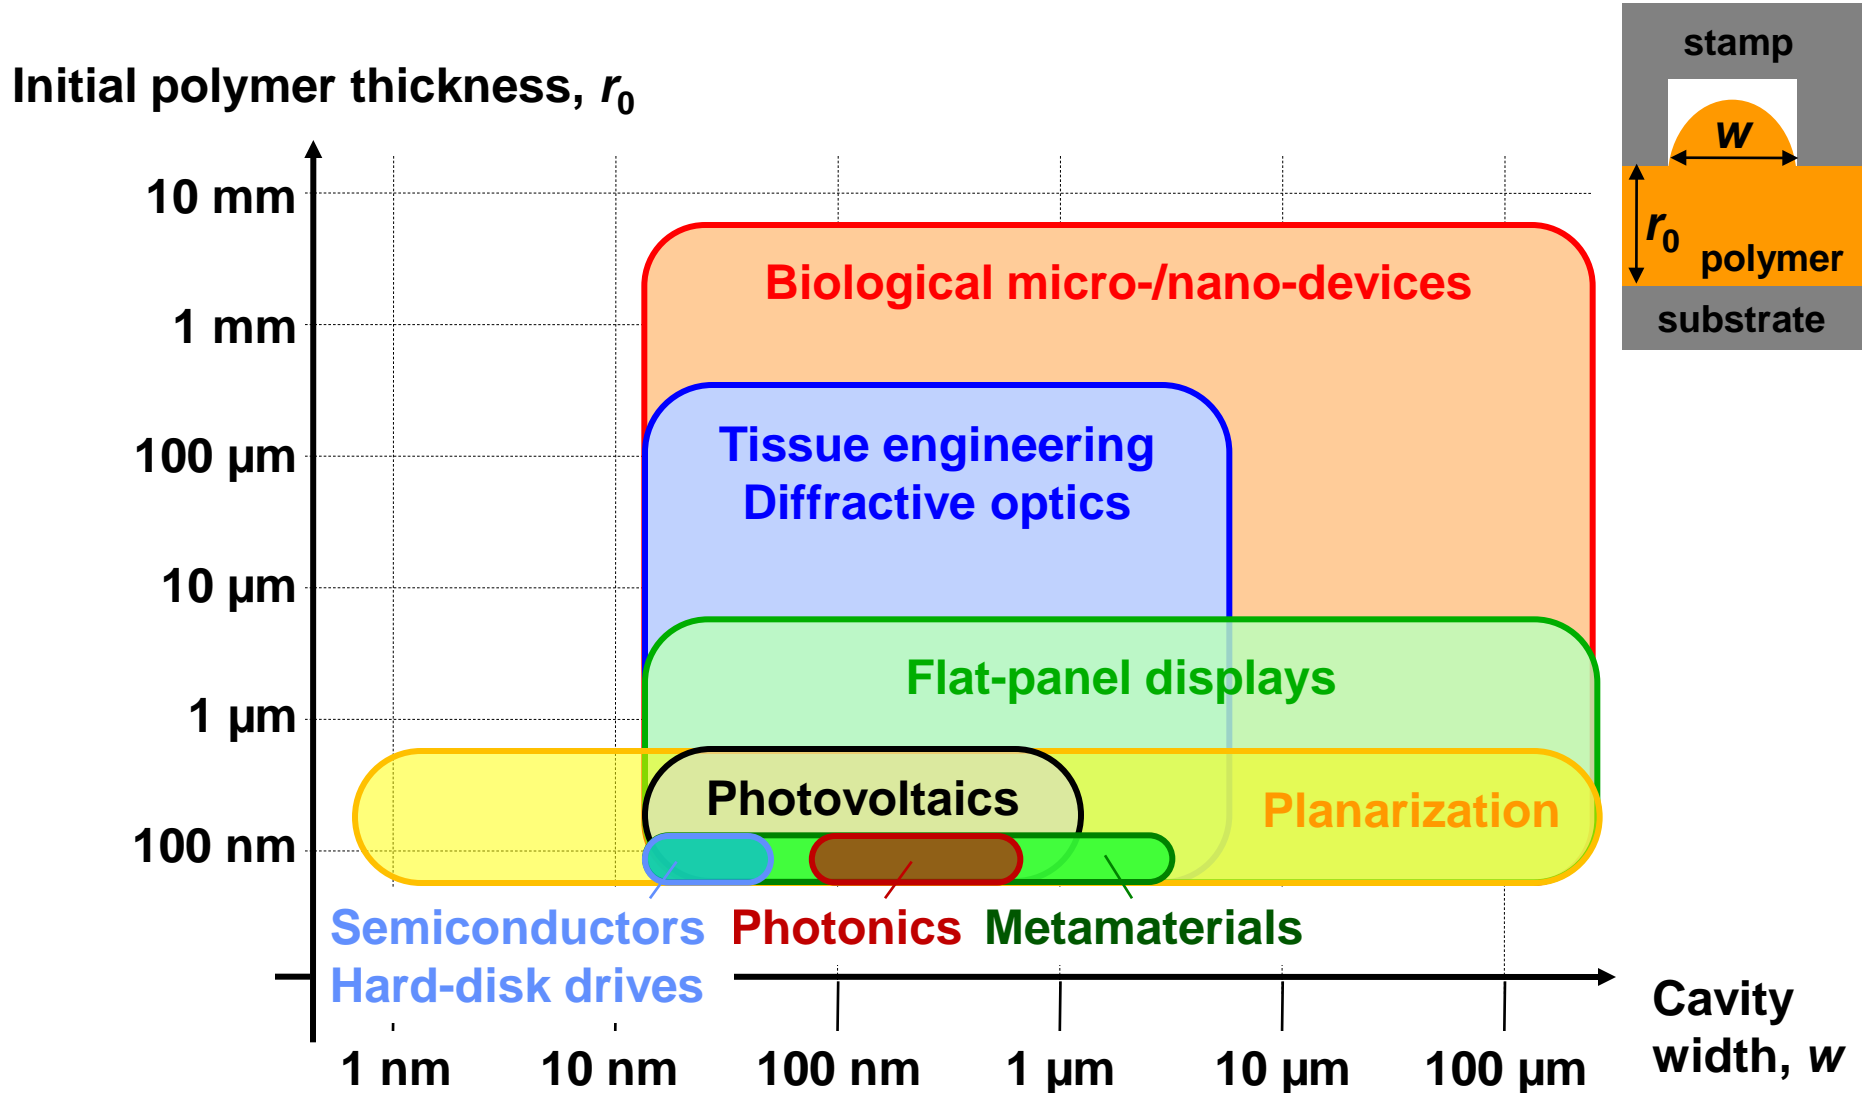 stamp
Initial polymer thickness, r0
w
10 mm
r0
polymer
Biological micro-/nano-devices
substrate
1 mm
Tissue engineering
100 µm
Diffractive optics
10 µm
Flat-panel displays
1 µm
Photovoltaics
Planarization
100 nm
Semiconductors
Photonics
Metamaterials
Hard-disk drives
Cavity
width, w
1 nm
10 nm
100 nm
1 µm
10 µm
100 µm